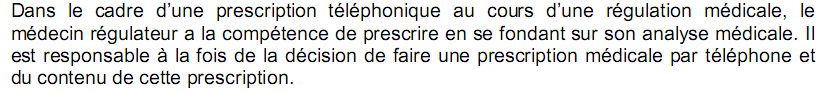 Dans le cadre d’une prescription téléphonique au cours d’une régulation médicale, le
médecin régulateur a la compétence de prescrire en se fondant sur son analyse médicale. Il
est responsable à la fois de la décision de faire une prescription médicale par téléphone et
du contenu de cette prescription.